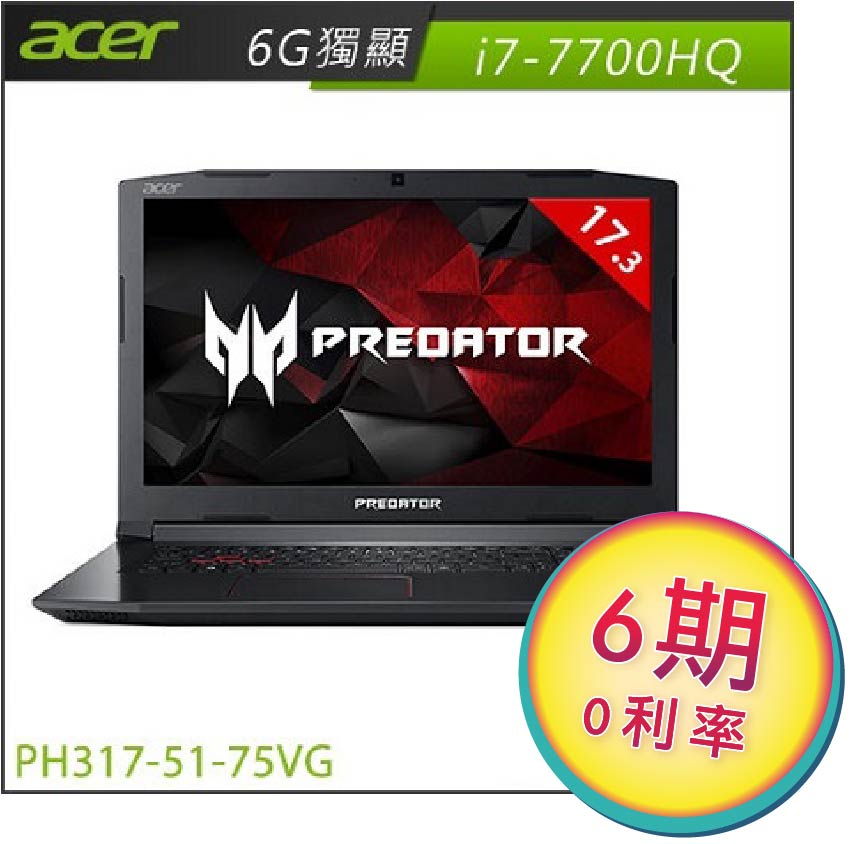 acer
6G獨顯
i7-7700HQ
acer
17.3
PREDATOR
PREDATOR
6期
0利率
PH317-51-75VG